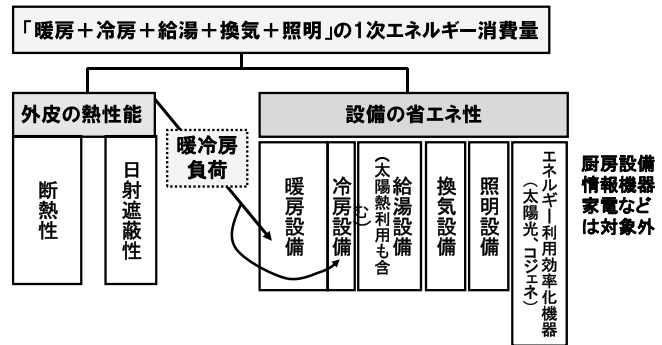 「暖房＋冷房＋給湯＋換気＋照明」の1次エネルギー消費量
外皮の熱性能
設備の省エネ性
暖冷房
負荷
断熱性
日射遮蔽性
暖房設備
冷房設備
給湯設備
（太陽熱利用も含
む）
換気設備
照明設備
エネルギー利用効率化機器
（太陽光、コジェネ）
厨房設備
情報機器
家電など
は対象外